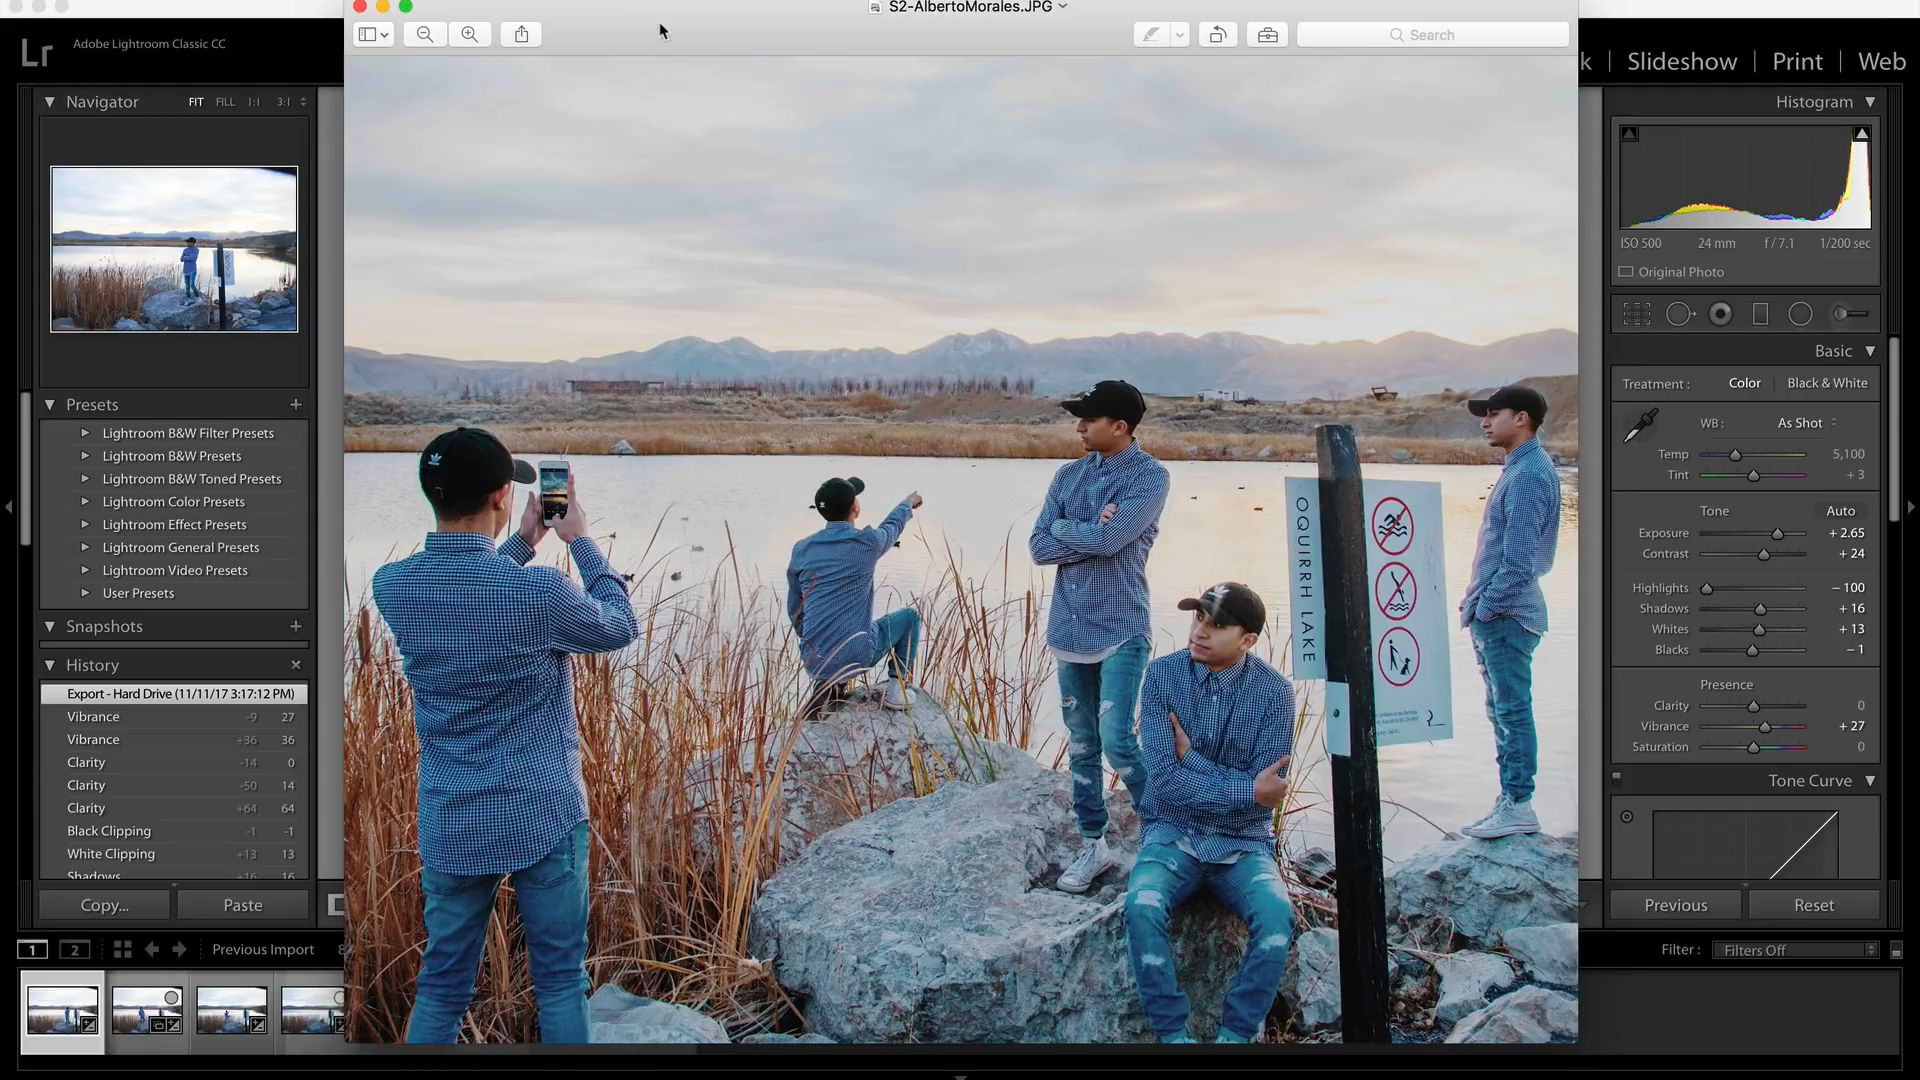 S2-AlbertoMorales.JPG
Search
Lr
Adobe Lightroom Classic CC
k | Slideshow | Print | Web
Navigator FIT FILL 1:1 3:1
Histogram
ISO 500 24 mm f / 7.1 1/200 sec
Original Photo
Basic
Treatment : Color Black & White
WB : As Shot
Temp 5,100
Tint + 3
Tone Auto
Exposure + 2.65
Contrast + 24
Highlights − 100
Shadows + 16
Whites + 13
Blacks − 1
Presence
Clarity 0
Vibrance + 27
Saturation 0
Tone Curve
Previous Reset
Presets
Lightroom B&W Filter Presets
Lightroom B&W Presets
Lightroom B&W Toned Presets
Lightroom Color Presets
Lightroom Effect Presets
Lightroom General Presets
Lightroom Video Presets
User Presets
Snapshots
History
Export - Hard Drive (11/11/17 3:17:12 PM)
Vibrance -9 27
Vibrance +36 36
Clarity -14 0
Clarity -50 14
Clarity +64 64
Black Clipping -1 -1
White Clipping +13 13
Shadows +16 16
Copy... Paste
OQUIRRH LAKE
1 2 Previous Import
Filter : Filters Off